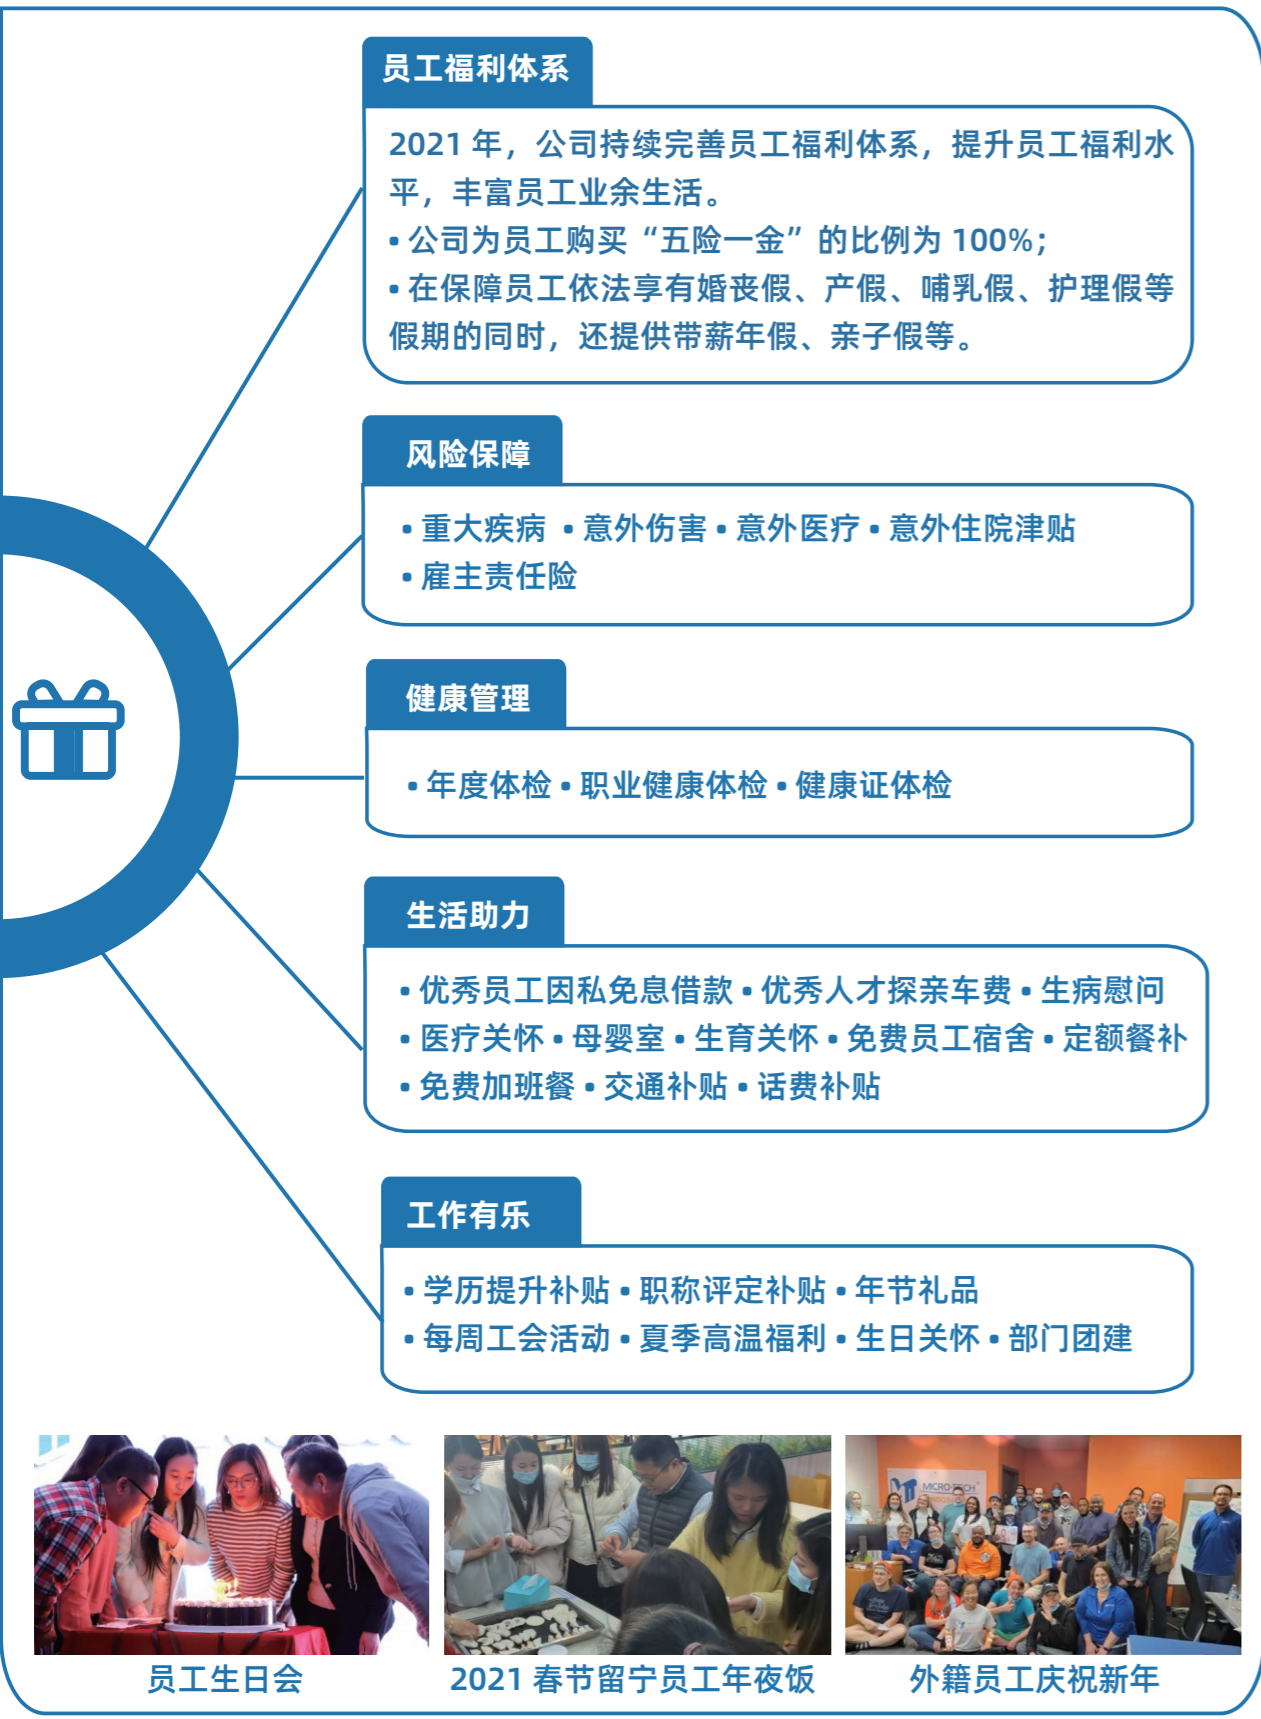 员工福利体系
2021 年，公司持续完善员工福利体系，提升员工福利水
平，丰富员工业余生活。
• 公司为员工购买“五险一金”的比例为 100%；
• 在保障员工依法享有婚丧假、产假、哺乳假、护理假等
假期的同时，还提供带薪年假、亲子假等。
风险保障
• 重大疾病 • 意外伤害 • 意外医疗 • 意外住院津贴
• 雇主责任险
健康管理
• 年度体检 • 职业健康体检 • 健康证体检
生活助力
• 优秀员工因私免息借款 • 优秀人才探亲车费 • 生病慰问
• 医疗关怀 • 母婴室 • 生育关怀 • 免费员工宿舍 • 定额餐补
• 免费加班餐 • 交通补贴 • 话费补贴
工作有乐
• 学历提升补贴 • 职称评定补贴 • 年节礼品
• 每周工会活动 • 夏季高温福利 • 生日关怀 • 部门团建
MICRO-TECH
员工生日会
2021 春节留宁员工年夜饭
外籍员工庆祝新年